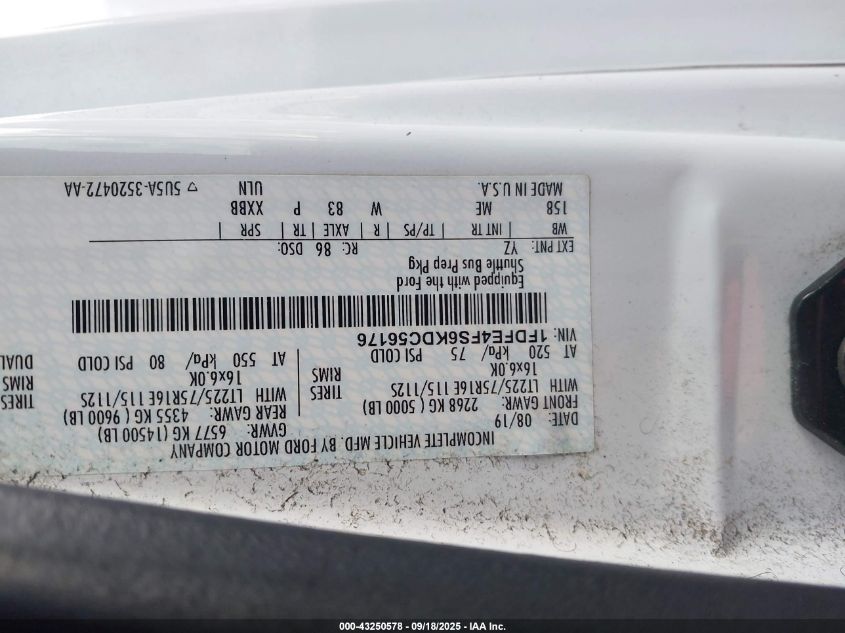 INCOMPLETE VEHICLE MFD. BY FORD MOTOR COMPANY
DATE: 08/19 GVWR: 6577 KG (14500 LB)
FRONT GAWR: 2268 KG ( 5000 LB) REAR GAWR: 4355 KG ( 9600 LB)
WITH LT225/75R16E 115/112S TIRES WITH LT225/75R16E 115/112S TIRES
16x6.0K RIMS 16x6.0K RIMS
AT 520 kPa/ 75 PSI COLD AT 550 kPa/ 80 PSI COLD DUAL
VIN: 1FDFE4FS6KDC56176
Equipped with the Ford
Shuttle Bus Prep Pkg
EXT PNT: YZ RC: 86 DSO:
WB INT TR TP/PS R AXLE TR SPR
158 ME W 83 P XXBB
MADE IN U.S.A. ULN ▽ 5U5A-3520472-AA
000-43250578 - 09/18/2025 - IAA Inc.